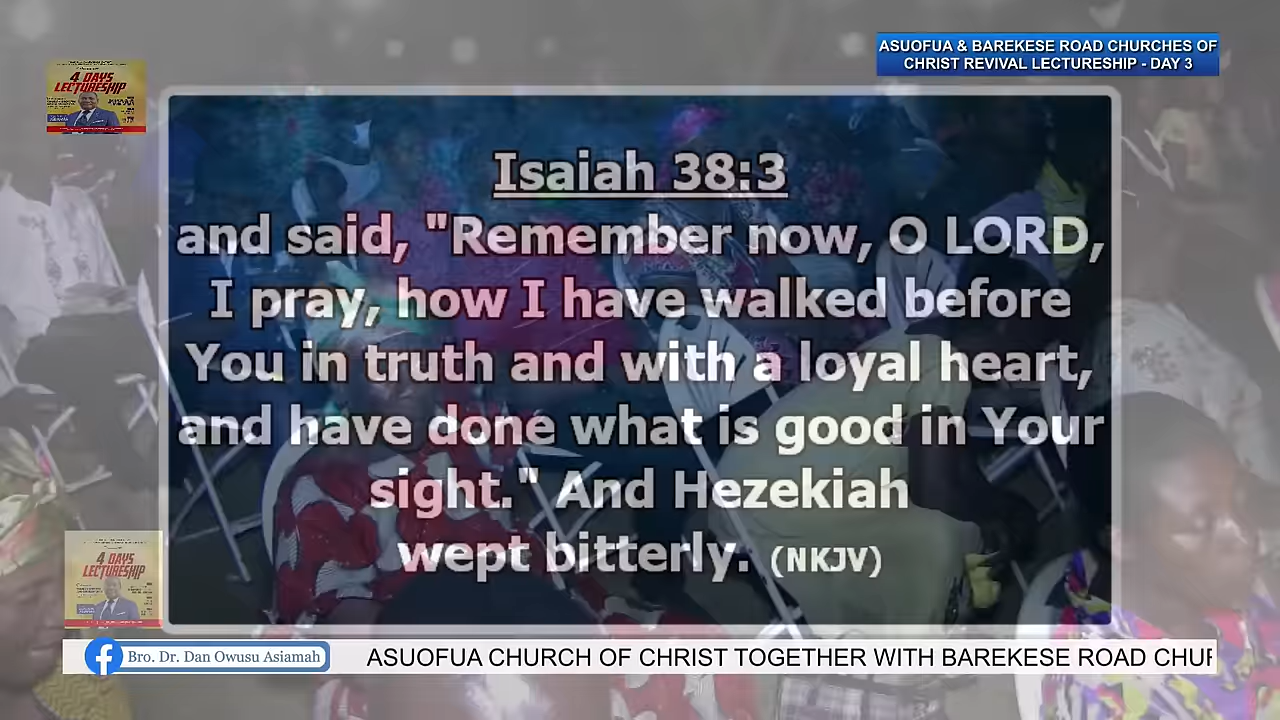 ASUOFUA & BAREKESE ROAD CHURCHES OF
CHRIST REVIVAL LECTURESHIP - DAY 3
4 DAYS
LECTURESHIP
Isaiah 38:3
and said, "Remember now, O LORD,
I pray, how I have walked before
You in truth and with a loyal heart,
and have done what is good in Your
sight." And Hezekiah
wept bitterly. (NKJV)
4 DAYS
LECTURESHIP
Bro. Dr. Dan Owusu Asiamah
ASUOFUA CHURCH OF CHRIST TOGETHER WITH BAREKESE ROAD CHUR